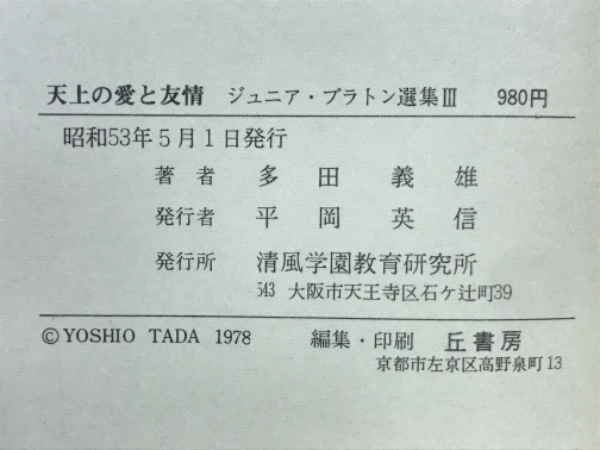 天上の愛と友情 ジュニア・プラトン選集Ⅲ 980円
昭和53年5月1日発行
著者 多田義雄
発行者 平岡英信
発行所 清風学園教育研究所
543 大阪市天王寺区石ケ辻町39
©YOSHIO TADA 1978 編集・印刷 丘書房
京都市左京区高野泉町13